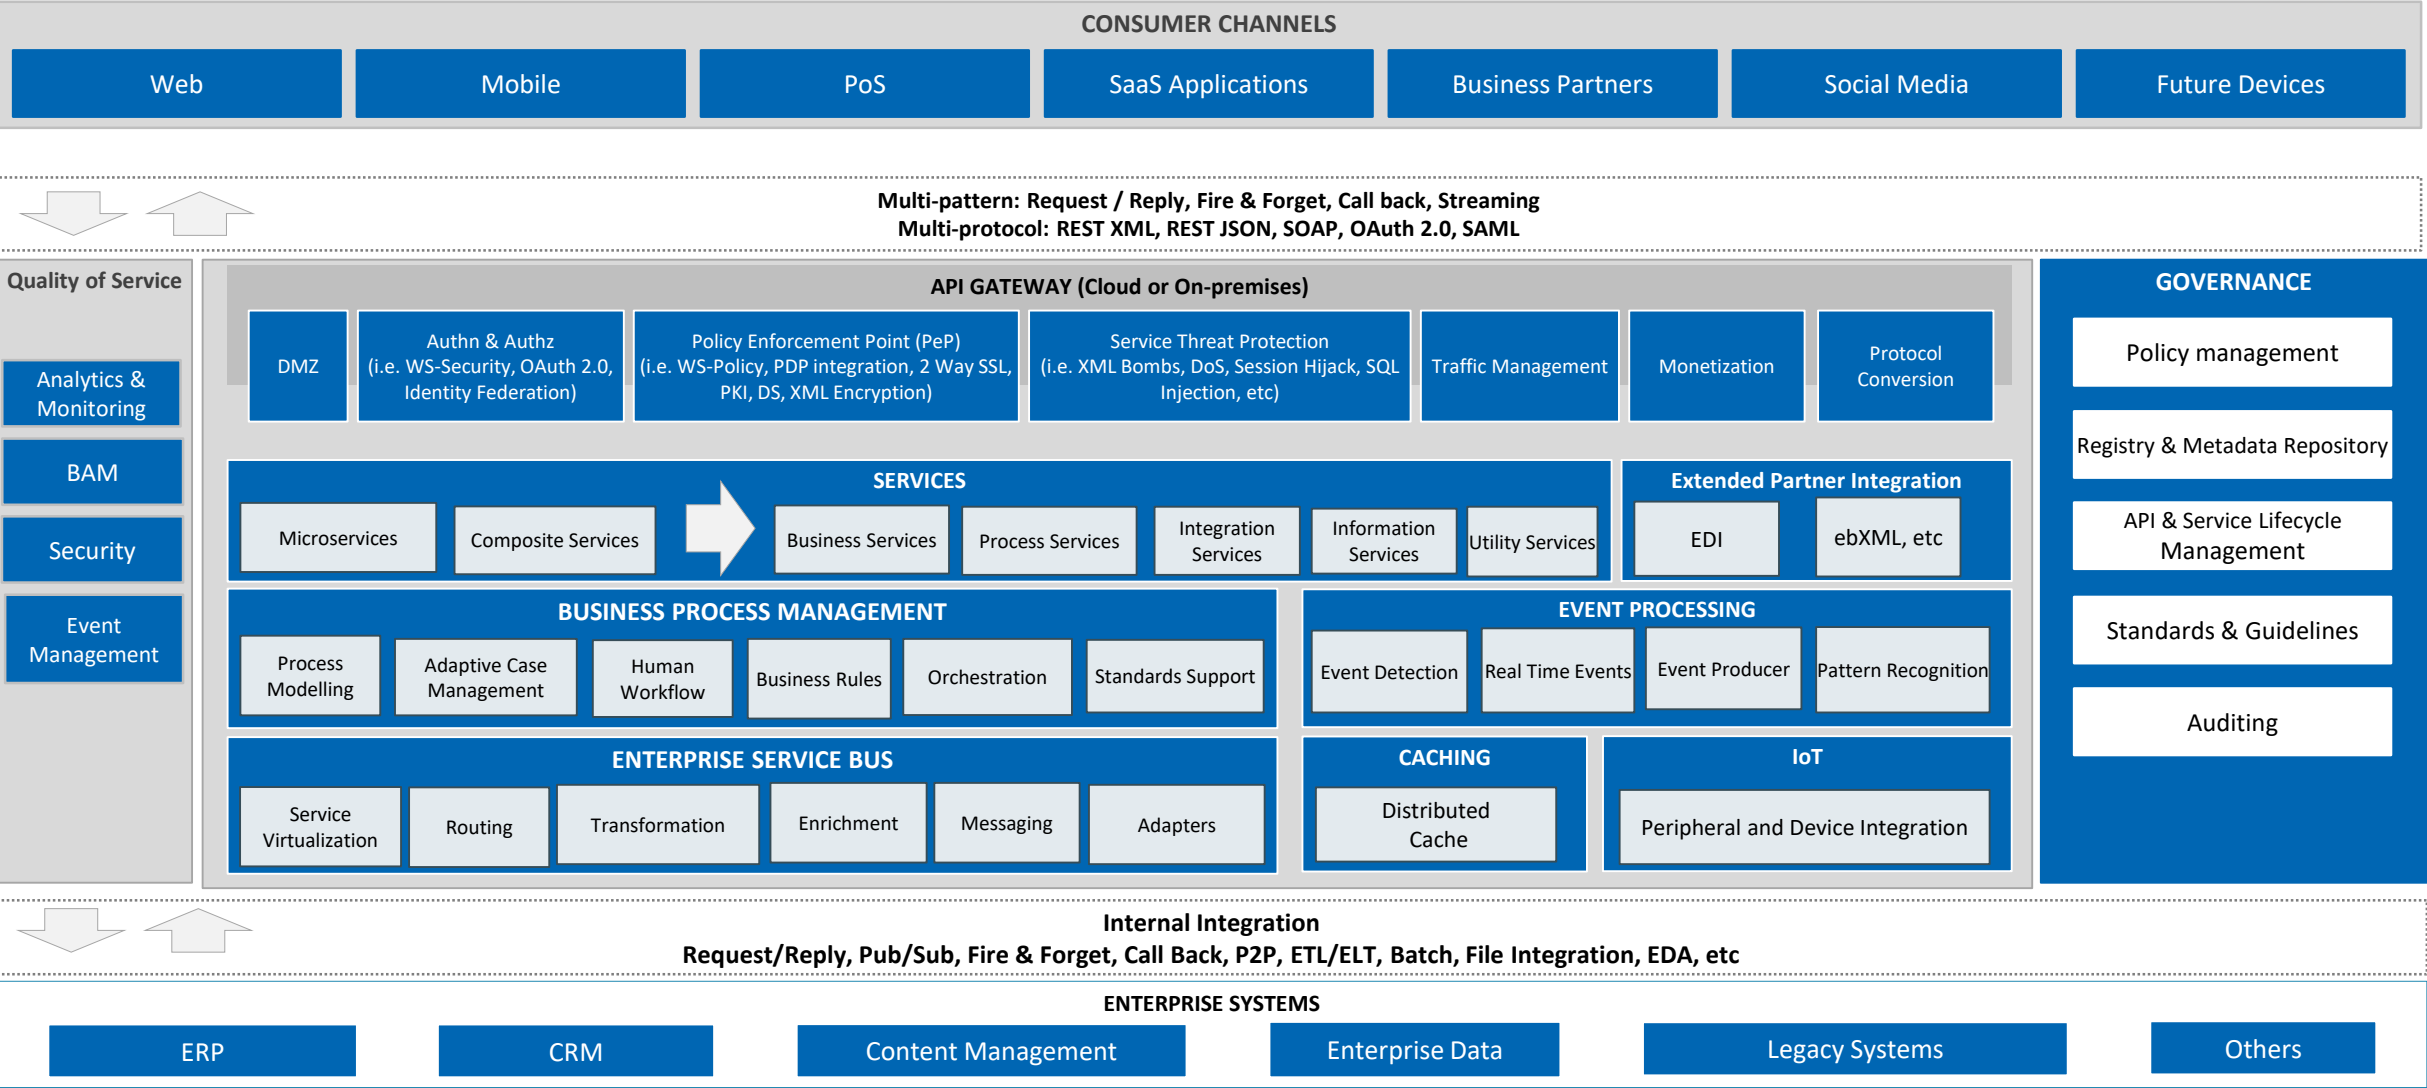 CONSUMER CHANNELS
Web
Mobile
PoS
SaaS Applications
Business Partners
Social Media
Future Devices
Multi-pattern: Request / Reply, Fire & Forget, Call back, Streaming
Multi-protocol: REST XML, REST JSON, SOAP, OAuth 2.0, SAML
Quality of Service
Analytics &
Monitoring
BAM
Security
Event
Management
API GATEWAY (Cloud or On-premises)
DMZ
Authn & Authz
(i.e. WS-Security, OAuth 2.0,
Identity Federation)
Policy Enforcement Point (PeP)
(i.e. WS-Policy, PDP integration, 2 Way SSL,
PKI, DS, XML Encryption)
Service Threat Protection
(i.e. XML Bombs, DoS, Session Hijack, SQL
Injection, etc)
Traffic Management
Monetization
Protocol
Conversion
SERVICES
Microservices
Composite Services
Business Services
Process Services
Integration
Services
Information
Services
Utility Services
Extended Partner Integration
EDI
ebXML, etc
BUSINESS PROCESS MANAGEMENT
Process
Modelling
Adaptive Case
Management
Human
Workflow
Business Rules
Orchestration
Standards Support
EVENT PROCESSING
Event Detection
Real Time Events
Event Producer
Pattern Recognition
ENTERPRISE SERVICE BUS
Service
Virtualization
Routing
Transformation
Enrichment
Messaging
Adapters
CACHING
Distributed
Cache
IoT
Peripheral and Device Integration
GOVERNANCE
Policy management
Registry & Metadata Repository
API & Service Lifecycle
Management
Standards & Guidelines
Auditing
Internal Integration
Request/Reply, Pub/Sub, Fire & Forget, Call Back, P2P, ETL/ELT, Batch, File Integration, EDA, etc
ENTERPRISE SYSTEMS
ERP
CRM
Content Management
Enterprise Data
Legacy Systems
Others